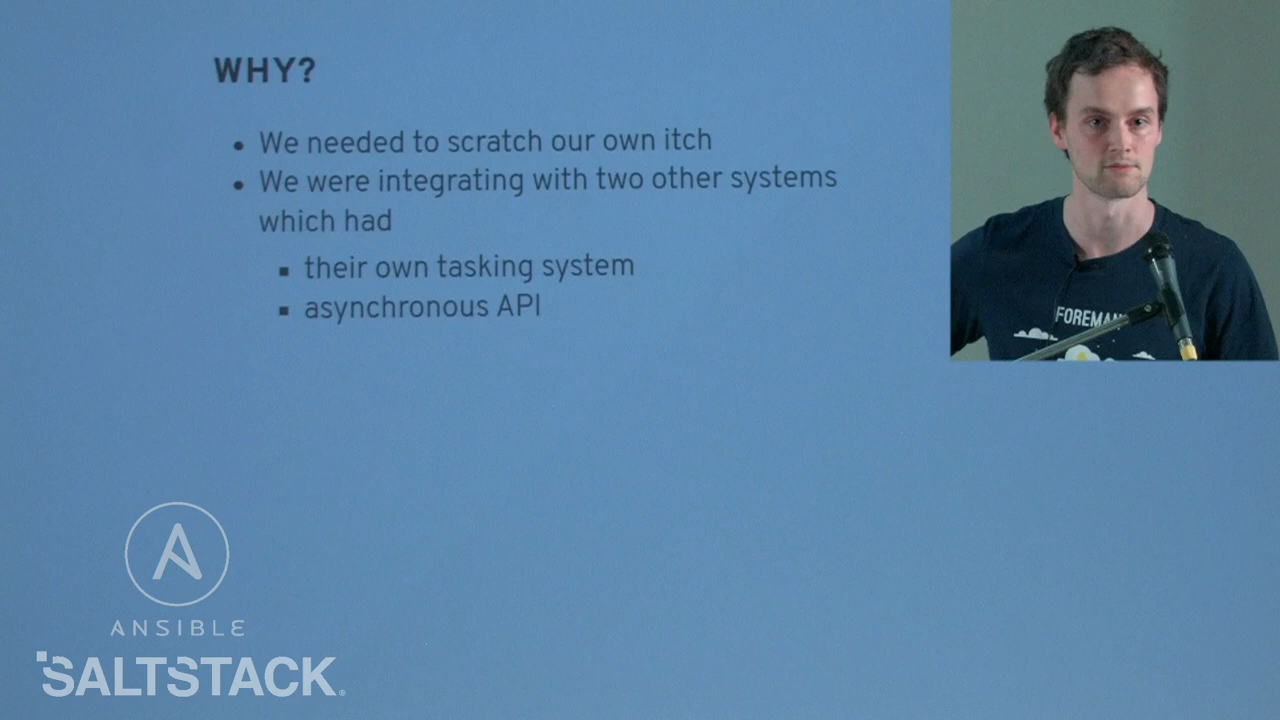 WHY?
We needed to scratch our own itch
We were integrating with two other systems
which had
their own tasking system
asynchronous API
FOREMAN
ANSIBLE
SALTSTACK